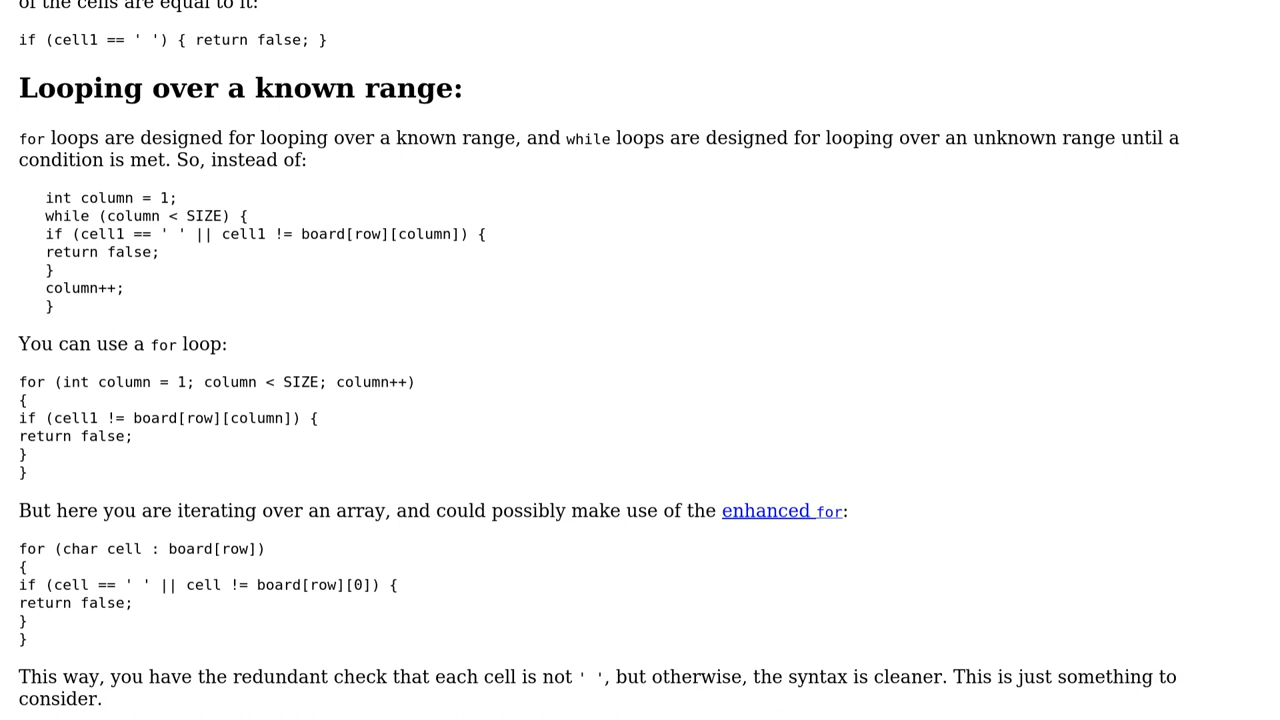 of the cells are equal to it:
if (cell1 == ' ') { return false; }
Looping over a known range:
for loops are designed for looping over a known range, and while loops are designed for looping over an unknown range until a
condition is met. So, instead of:
int column = 1;
while (column < SIZE) {
if (cell1 == ' ' || cell1 != board[row][column]) {
return false;
}
column++;
}
You can use a for loop:
for (int column = 1; column < SIZE; column++)
{
if (cell1 != board[row][column]) {
return false;
}
}
But here you are iterating over an array, and could possibly make use of the enhanced for:
for (char cell : board[row])
{
if (cell == ' ' || cell != board[row][0]) {
return false;
}
}
This way, you have the redundant check that each cell is not ' ', but otherwise, the syntax is cleaner. This is just something to
consider.